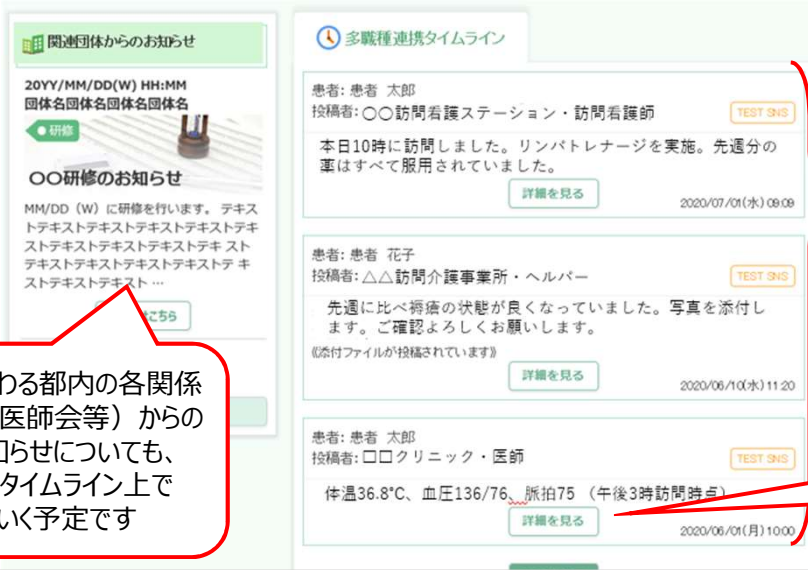 関連団体からのお知らせ
20YY/MM/DD(W) HH:MM
団体名団体名団体名団体名
研修
〇〇研修のお知らせ
MM/DD（W）に研修を行います。 テキス
トテキストテキストテキストテキストテキ
ストテキストテキストテキストテキ スト
テキストテキストテキストテキストテ キ
ストテキストテキスト …
こちら
わる都内の各関係
医師会等）からの
知らせについても、
タイムライン上で
いく予定です
多職種連携タイムライン
患者: 患者 太郎
投稿者:〇〇訪問看護ステーション・訪問看護師
TEST SNS
本日10時に訪問しました。リンパトレナージを実施。先週分の
薬はすべて服用されていました。
詳細を見る
2020/07/01(水) 09:09
患者: 患者 花子
投稿者:△△訪問介護事業所・ヘルパー
TEST SNS
先週に比べ褥瘡の状態が良くなっていました。写真を添付し
ます。ご確認よろしくお願いします。
《添付ファイルが投稿されています》
詳細を見る
2020/06/10(水) 11:20
患者: 患者 太郎
投稿者:□□クリニック・医師
TEST SNS
体温36.8℃、血圧136/76、脈拍75 （午後3時訪問時点）
詳細を見る
2020/06/01(月) 10:00